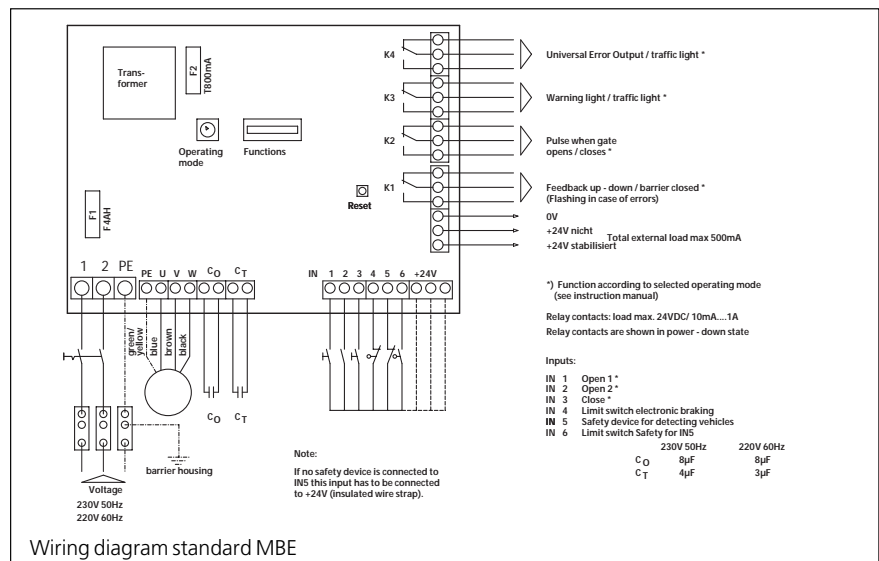 Trans-
former
F2
T800mA
Operating
mode
Functions
F1
F4AH
Reset
K4
Universal Error Output / traffic light *
K3
Warning light / traffic light *
K2
Pulse when gate
opens / closes *
K1
Feedback up - down / barrier closed *
(Flashing in case of errors)
0V
+24V nicht
Total external load max 500mA
+24V stabilisiert
1 2 PE
PE U V W CO CT
IN 1 2 3 4 5 6 +24V
green/
yellow
blue
brown
black
CO CT
barrier housing
Voltage
230V 50Hz
220V 60Hz
Note:
If no safety device is connected to
IN5 this input has to be connected
to +24V (insulated wire strap).
*) Function according to selected operating mode
(see instruction manual)
Relay contacts: load max. 24VDC/ 10mA....1A
Relay contacts are shown in power - down state
Inputs:
IN 1 Open 1 *
IN 2 Open 2 *
IN 3 Close *
IN 4 Limit switch electronic braking
IN 5 Safety device for detecting vehicles
IN 6 Limit switch Safety for IN5
230V 50Hz 220V 60Hz
CO 8µF 8µF
CT 4µF 3µF
Wiring diagram standard MBE